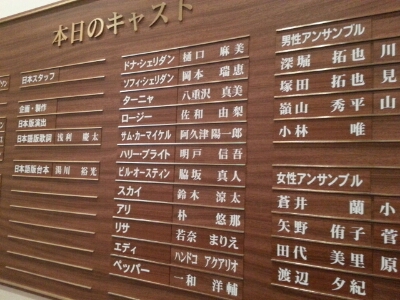 本日のキャスト
日本スタッフ
企画・製作
日本版演出
日本語版歌詞 浅利 慶太
日本語版台本 湯川 裕光
ドナ・シェリダン 樋口 麻美
ソフィ・シェリダン 岡本 瑞恵
ターニャ 八重沢 真美
ロージー 佐和 由梨
サム・カーマイケル 阿久津 陽一郎
ハリー・ブライト 明戸 信吾
ビル・オースティン 脇坂 真人
スカイ 鈴木 涼太
アリ 朴 悠那
リサ 若奈 まりえ
エディ ハンドコ アクアリオ
ペッパー 一和 洋輔
男性アンサンブル
深堀 拓也 川
塚田 拓也 見
嶺山 秀平 山
小林 唯
女性アンサンブル
蒼井 蘭 小
矢野 侑子 菅
田代 美里 原
渡辺 夕紀